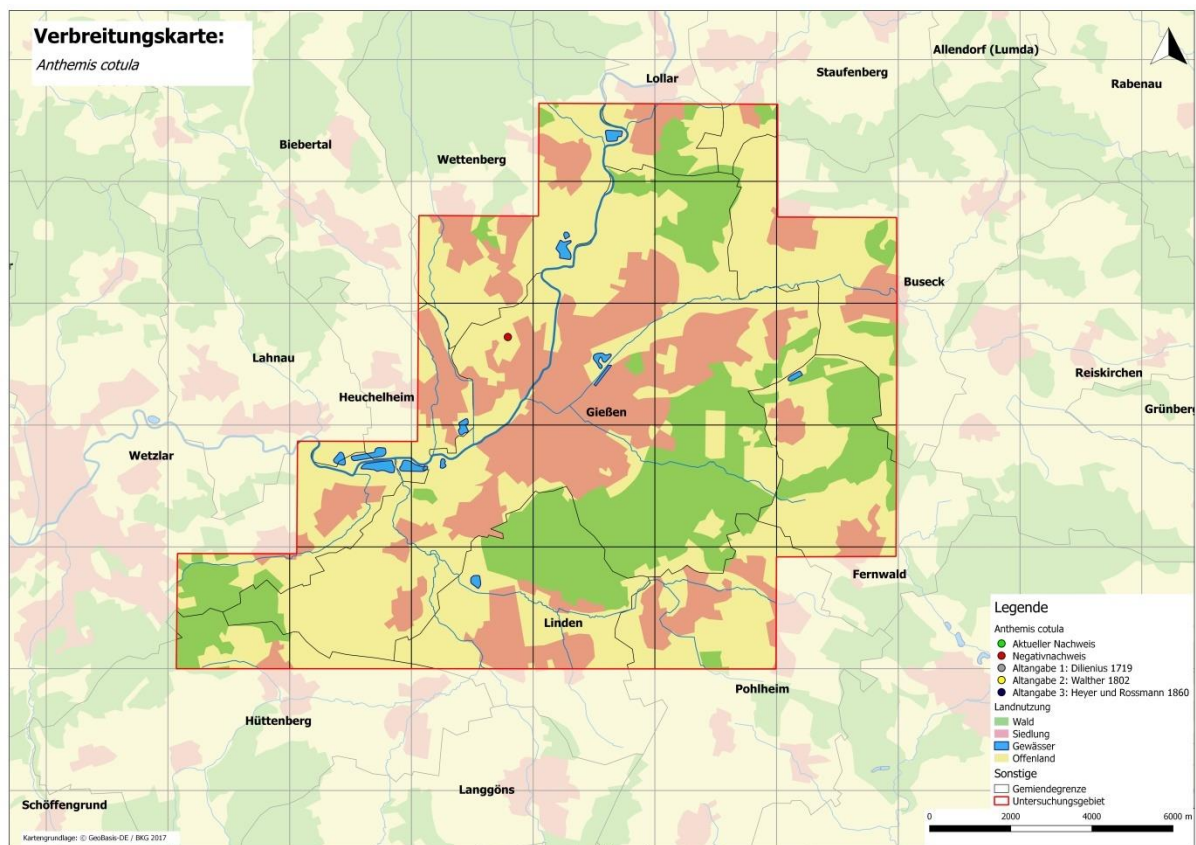 Verbreitungskarte:
Anthemis cotula
Allendorf (Lumda)
Staufenberg
Lollar
Rabenau
Biebertal
Wettenberg
Buseck
Lahnau
Reiskirchen
Heuchelheim
Grünberg
Gießen
Wetzlar
Fernwald
Linden
Pohlheim
Hüttenberg
Langgöns
Schöffengrund
Legende
Anthemis cotula
Aktueller Nachweis
Negativnachweis
Altangabe 1: Dillenius 1719
Altangabe 2: Walther 1802
Altangabe 3: Heyer und Rossmann 1860
Landnutzung
Wald
Siedlung
Gewässer
Offenland
Sonstige
Gemiendegrenze
Untersuchungsgebiet
0 2000 4000 6000 m
Kartengrundlage: © GeoBasis-DE / BKG 2017